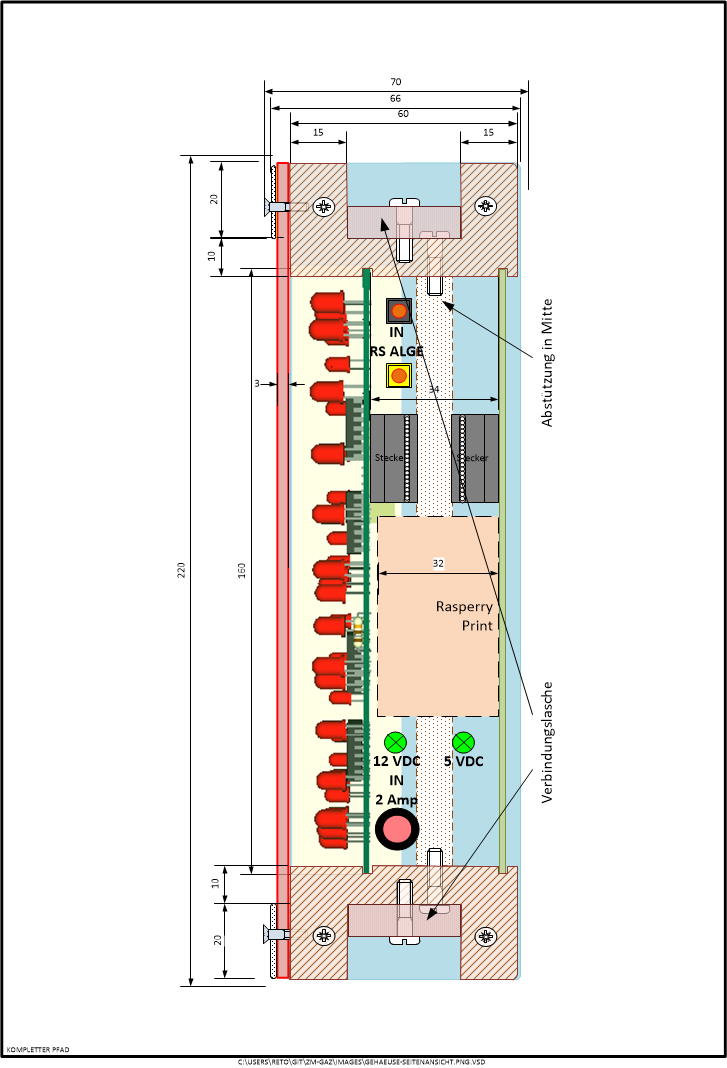 70
66
60
15
15
20
10
IN
RS ALGE
Abstützung in Mitte
3
34
Stecke
Stecker
220
160
32
Rasperry
Print
Verbindungslasche
12 VDC
5 VDC
IN
2 Amp
10
20
KOMPLETTER PFAD
C:\USERS\RETO\GIT\ZM-GAZ\IMAGES\GEHAEUSE-SEITENANSICHT.PNG.VSD